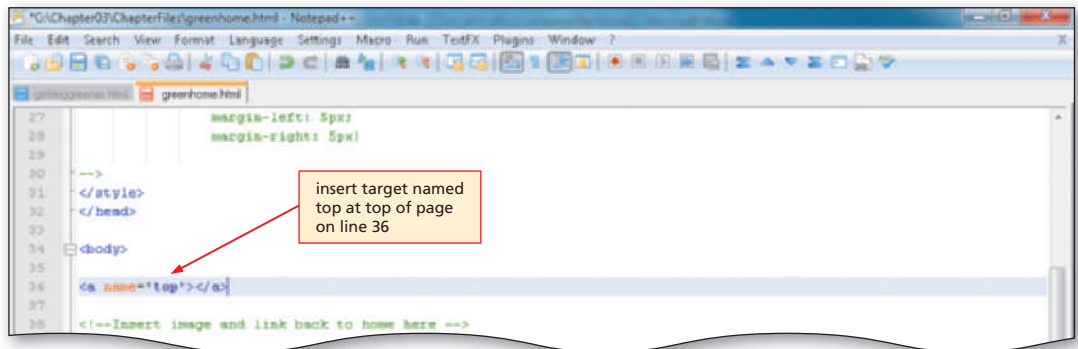 *G:\Chapter03\ChapterFiles\greenhome.html - Notepad++
File Edit Search View Format Language Settings Macro Run TextFX Plugins Window ? X
gettinggreener.html greenhome.html
27 margin-left: 5px;
28 margin-right: 5px}
29
30 -->
31 </style>
32 </head>
33
34 <body>
35
36 <a name="top"></a>
37
38 <!--Insert image and link back to home here -->
insert target named
top at top of page
on line 36